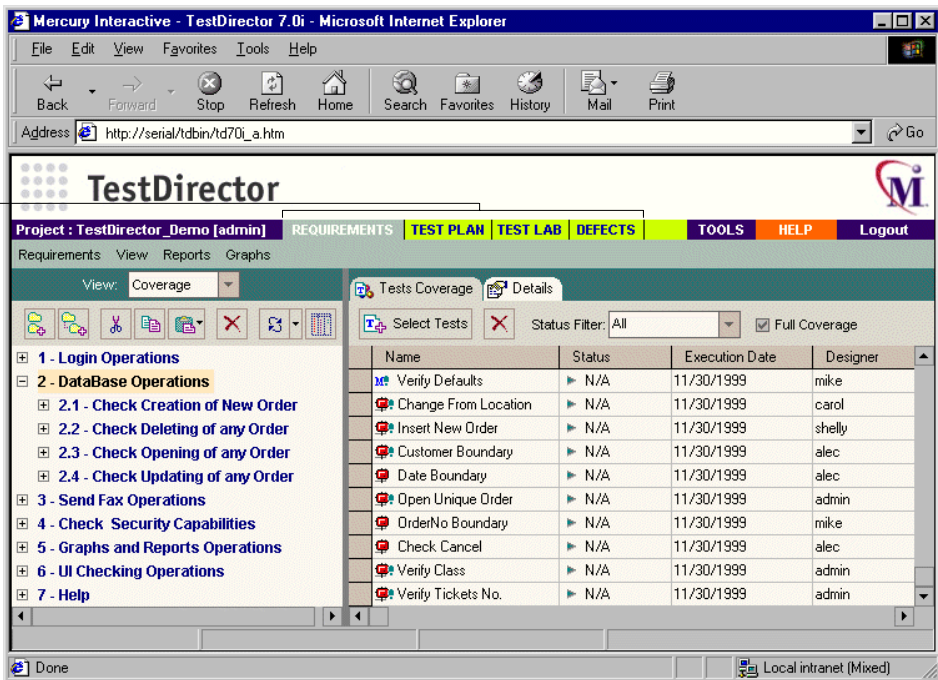 Mercury Interactive - TestDirector 7.0i - Microsoft Internet Explorer
File Edit View Favorites Tools Help
Back Forward Stop Refresh Home Search Favorites History Mail Print
Address http://serial/tdbin/td70i_a.htm Go
TestDirector M
Project : TestDirector_Demo [admin] REQUIREMENTS TEST PLAN TEST LAB DEFECTS TOOLS HELP Logout
Requirements View Reports Graphs
View: Coverage
Tests Coverage Details
Select Tests Status Filter: All Full Coverage
1 - Login Operations
2 - DataBase Operations
2.1 - Check Creation of New Order
2.2 - Check Deleting of any Order
2.3 - Check Opening of any Order
2.4 - Check Updating of any Order
3 - Send Fax Operations
4 - Check Security Capabilities
5 - Graphs and Reports Operations
6 - UI Checking Operations
7 - Help
Name Status Execution Date Designer
Verify Defaults N/A 11/30/1999 mike
Change From Location N/A 11/30/1999 carol
Insert New Order N/A 11/30/1999 shelly
Customer Boundary N/A 11/30/1999 alec
Date Boundary N/A 11/30/1999 alec
Open Unique Order N/A 11/30/1999 admin
OrderNo Boundary N/A 11/30/1999 mike
Check Cancel N/A 11/30/1999 alec
Verify Class N/A 11/30/1999 admin
Verify Tickets No. N/A 11/30/1999 admin
Done Local intranet (Mixed)